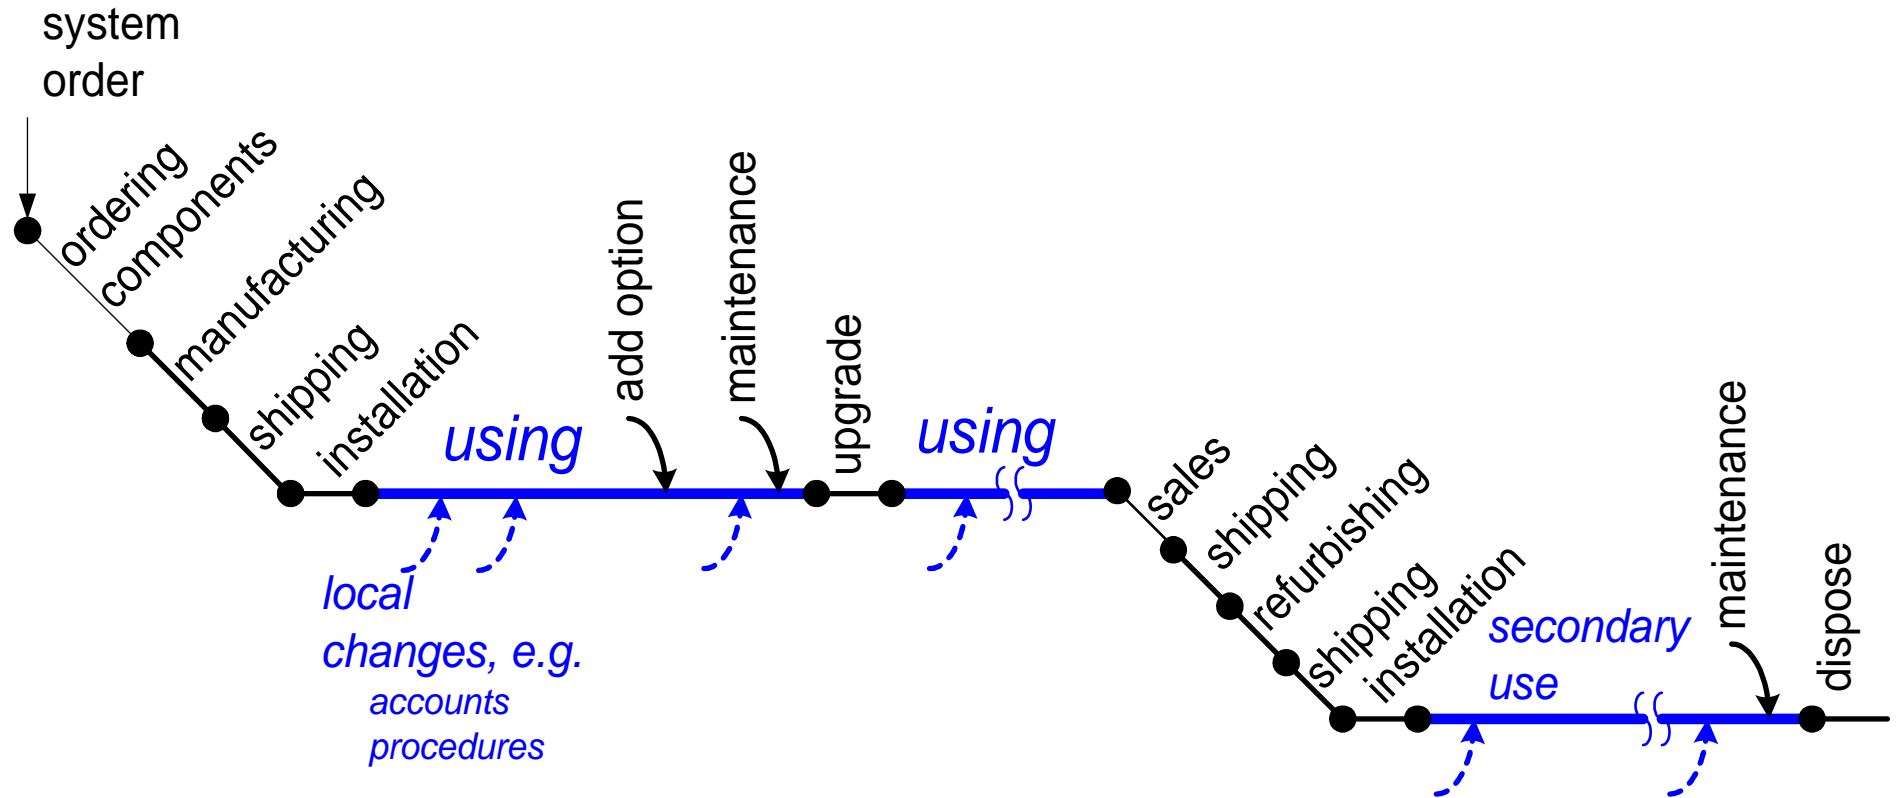 system
order
ordering
components
manufacturing
shipping
installation
using
add option
maintenance
upgrade
using
sales
shipping
refurbishing
shipping
installation
secondary
use
maintenance
dispose
local
changes, e.g.
accounts
procedures